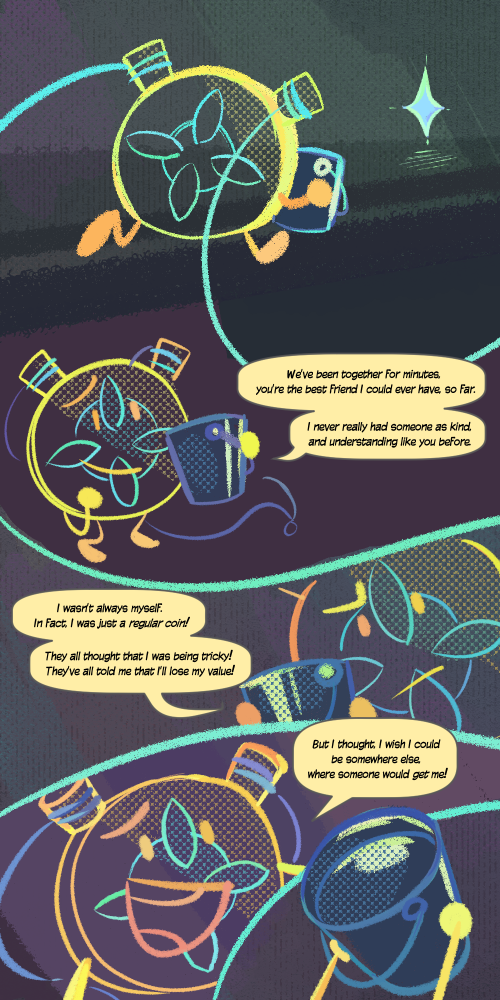 We've been together for minutes,
you're the best friend I could ever have, so far.
I never really had someone as kind,
and understanding like you before.
I wasn't always myself.
In fact, I was just a regular coin!
They all thought that I was being tricky!
They've all told me that I'll lose my value!
But I thought, I wish I could
be somewhere else,
where someone would get me!